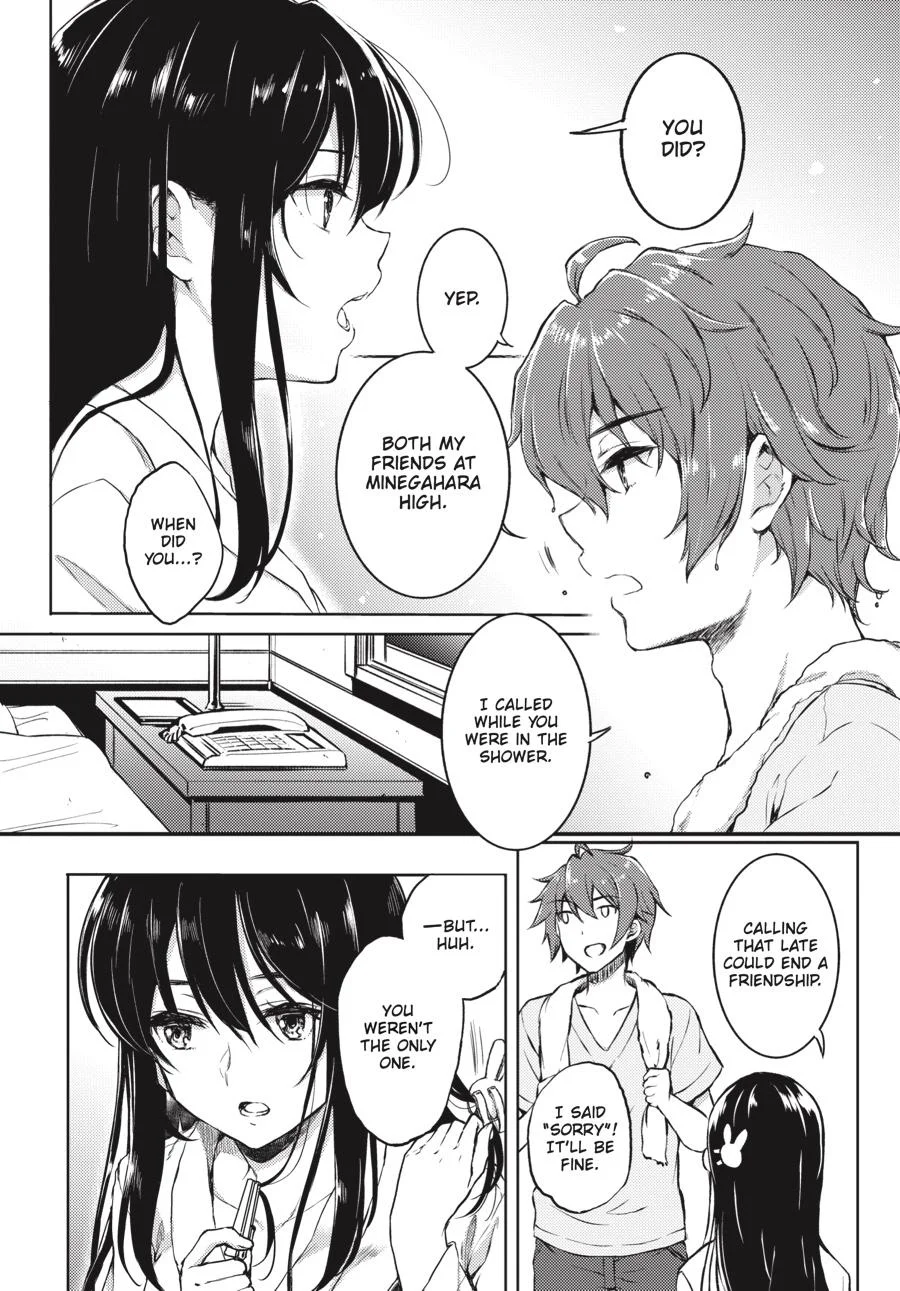 YOU
DID?
YEP.
BOTH MY
FRIENDS AT
MINEGAHARA
HIGH.
WHEN
DID
YOU...?
I CALLED
WHILE YOU
WERE IN THE
SHOWER.
CALLING
THAT LATE
COULD END A
FRIENDSHIP.
I SAID
"SORRY"!
IT'LL BE
FINE.
—BUT...
HUH.
YOU
WEREN'T
THE ONLY
ONE.